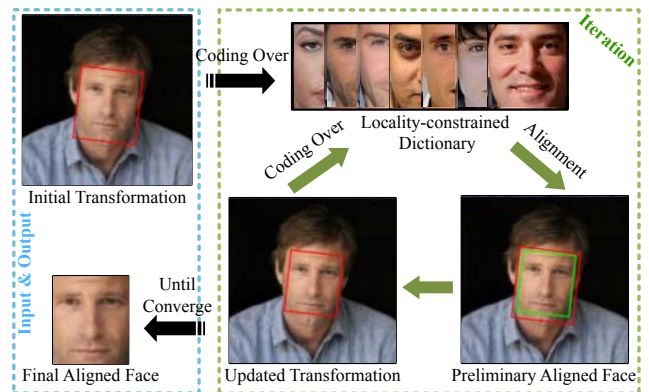 Iteration
Coding Over
Locality-constrained
Dictionary
Coding Over
Alignment
Initial Transformation
Input & Output
Until
Converge
Final Aligned Face
Updated Transformation
Preliminary Aligned Face